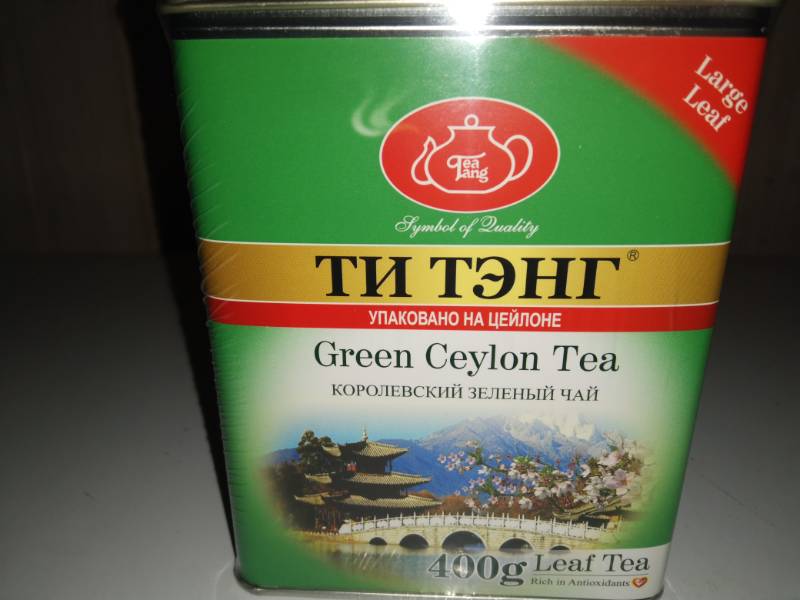 Large
Leaf
Tea
Tang
Symbol of Quality
ТИ ТЭНГ®
УПАКОВАНО НА ЦЕЙЛОНЕ
Green Ceylon Tea
КОРОЛЕВСКИЙ ЗЕЛЕНЫЙ ЧАЙ
400g Leaf Tea
Rich in Antioxidants